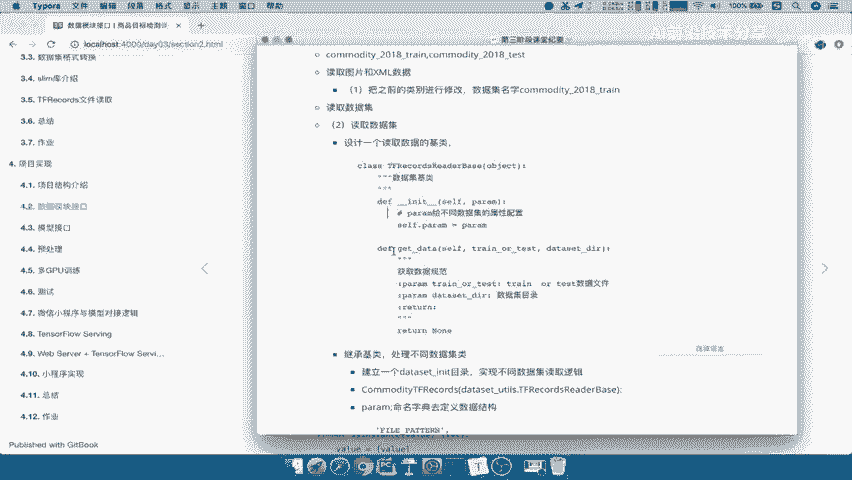 Typora 文件 编辑 段落 格式 显示 主题 窗口 帮助
100%
数据模块接口 | 商品目标检测详
localhost:4000/day03/section2.html
3.3. 数据集格式转换
3.4. slim库介绍
3.5. TFRecords文件读取
3.6. 总结
3.7. 作业
4. 项目实现
4.1. 项目结构介绍
4.2. 数据模块接口
4.3. 模型接口
4.4. 预处理
4.5. 多GPU训练
4.6. 测试
4.7. 微信小程序与模型对接逻辑
4.8. TensorFlow Serving
4.9. Web Server + TensorFlow Servi...
4.10. 小程序实现
4.11. 总结
4.12. 作业
Published with GitBook
第三阶段课堂纪要
commodity_2018_train,commodity_2018_test
读取图片和XML数据
（1）把之前的类别进行修改，数据集名字commodity_2018_train
读取数据集
（2）读取数据集
设计一个读取数据的基类，
class TFRecordsReaderBase(object):
"""数据集基类
"""
def __init__(self, param):
# param给不同数据集的属性配置
self.param = param
def get_data(self, train_or_test, dataset_dir):
"""
获取数据规范
:param train_or_test: train or test数据文件
:param dataset_dir: 数据集目录
:return:
"""
return None
继承基类，处理不同数据集类
建立一个dataset_init目录，实现不同数据集读取逻辑
CommodityTFRecords(dataset_utils.TFRecordsReaderBase):
param;命名字典去定义数据结构
'FILE_PATTERN',
value = [value]